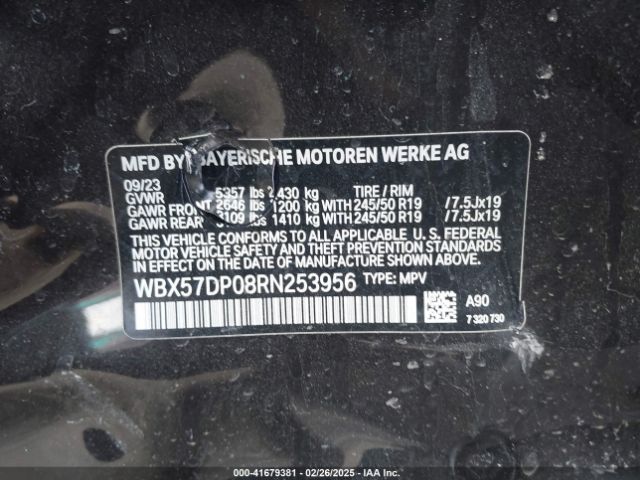 MFD BY BAYERISCHE MOTOREN WERKE AG
09/23
GVWR 5357 lbs 2430 kg TIRE / RIM
GAWR FRONT 2646 lbs 1200 kg WITH 245/50 R19 /7.5Jx19
GAWR REAR 3109 lbs 1410 kg WITH 245/50 R19 /7.5Jx19
THIS VEHICLE CONFORMS TO ALL APPLICABLE U. S. FEDERAL
MOTOR VEHICLE SAFETY AND THEFT PREVENTION STANDARDS
IN EFFECT ON THE DATE OF MANUFACTURE SHOWN ABOVE.
WBX57DP08RN253956 TYPE: MPV
A90
7 320 730
000-41679381 - 02/26/2025 - IAA Inc.